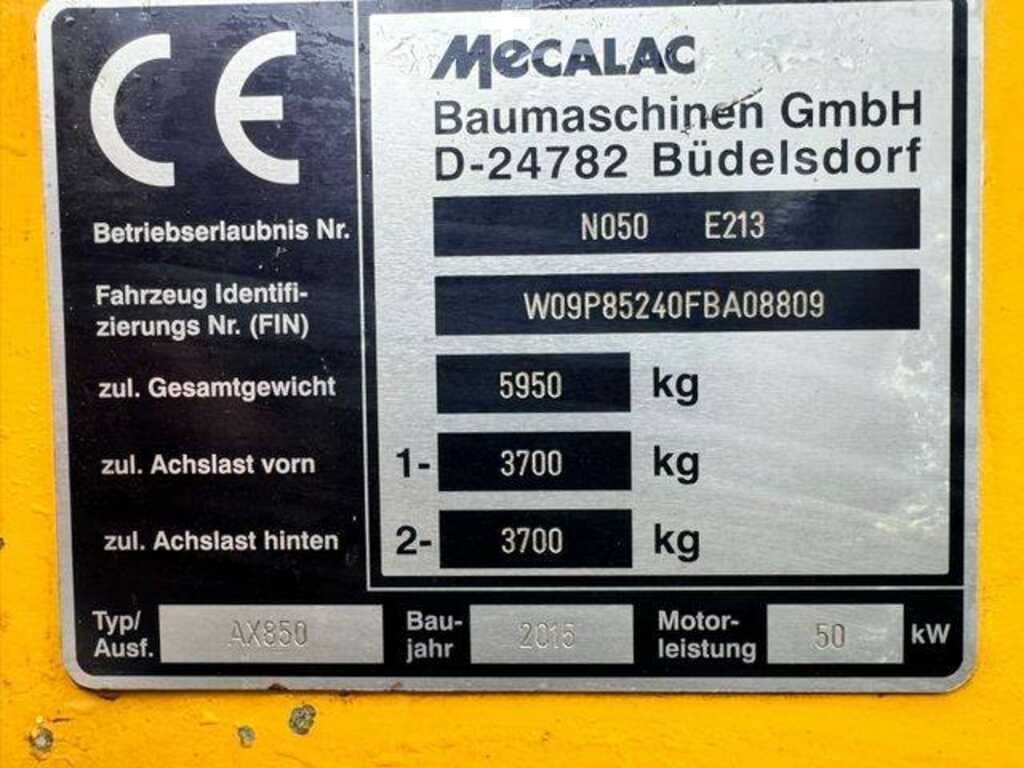 CE
MECALAC
Baumaschinen GmbH
D-24782 Büdelsdorf
Betriebserlaubnis Nr. N050 E213
Fahrzeug Identifi-
zierungs Nr. (FIN) W09P85240FBA08809
zul. Gesamtgewicht 5950 kg
zul. Achslast vorn 1- 3700 kg
zul. Achslast hinten 2- 3700 kg
Typ/ Ausf. AX850 Bau- jahr 2015 Motor- leistung 50 kW